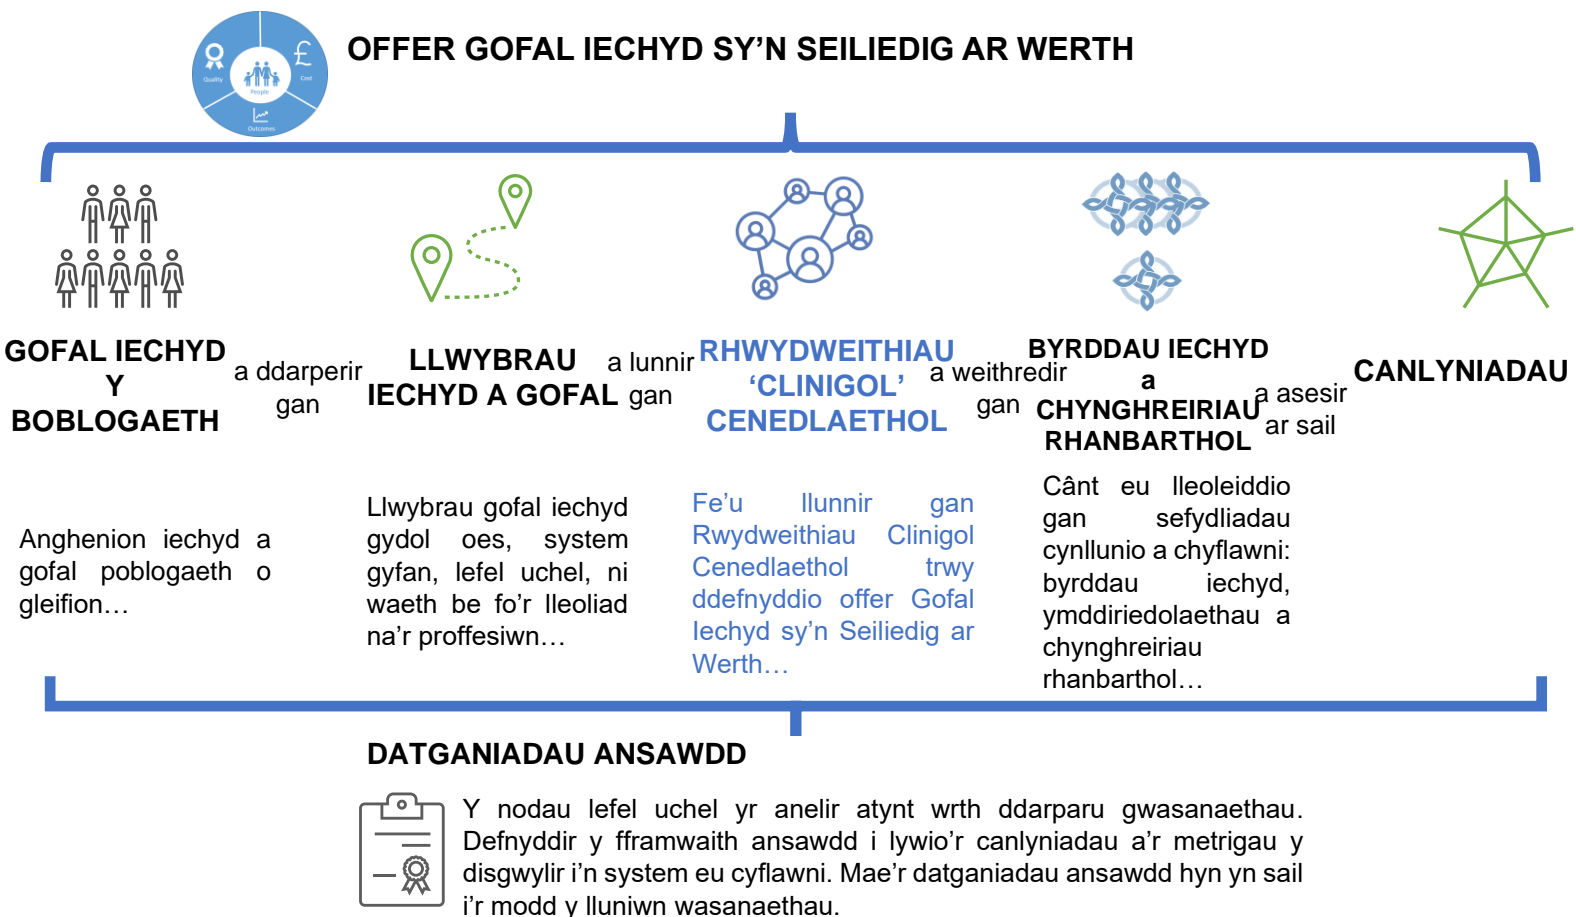 OFFER GOFAL IECHYD SY’N SEILIEDIG AR WERTH
Quality
£
Cost
People
Outcomes
GOFAL IECHYD
Y
BOBLOGAETH
a ddarperir
gan
LLWYBRAU
IECHYD A GOFAL
a lunnir
gan
RHWYDWEITHIAU
‘CLINIGOL’
CENEDLAETHOL
a weithredir
gan
BYRDDAU IECHYD
a
CHYNGHREIRIAU
RHANBARTHOL
a asesir
ar sail
CANLYNIADAU
Anghenion iechyd a
gofal poblogaeth o
gleifion…
Llwybrau gofal iechyd
gydol oes, system
gyfan, lefel uchel, ni
waeth be fo’r lleoliad
na’r proffesiwn…
Fe’u llunnir gan
Rwydweithiau Clinigol
Cenedlaethol trwy
ddefnyddio offer Gofal
Iechyd sy’n Seiliedig ar
Werth…
Cânt eu lleoleiddio
gan sefydliadau
cynllunio a chyflawni:
byrddau iechyd,
ymddiriedolaethau a
chynghreiriau
rhanbarthol…
DATGANIADAU ANSAWDD
Y nodau lefel uchel yr anelir atynt wrth ddarparu gwasanaethau.
Defnyddir y fframwaith ansawdd i lywio’r canlyniadau a’r metrigau y
disgwylir i’n system eu cyflawni. Mae’r datganiadau ansawdd hyn yn sail
i’r modd y lluniwn wasanaethau.